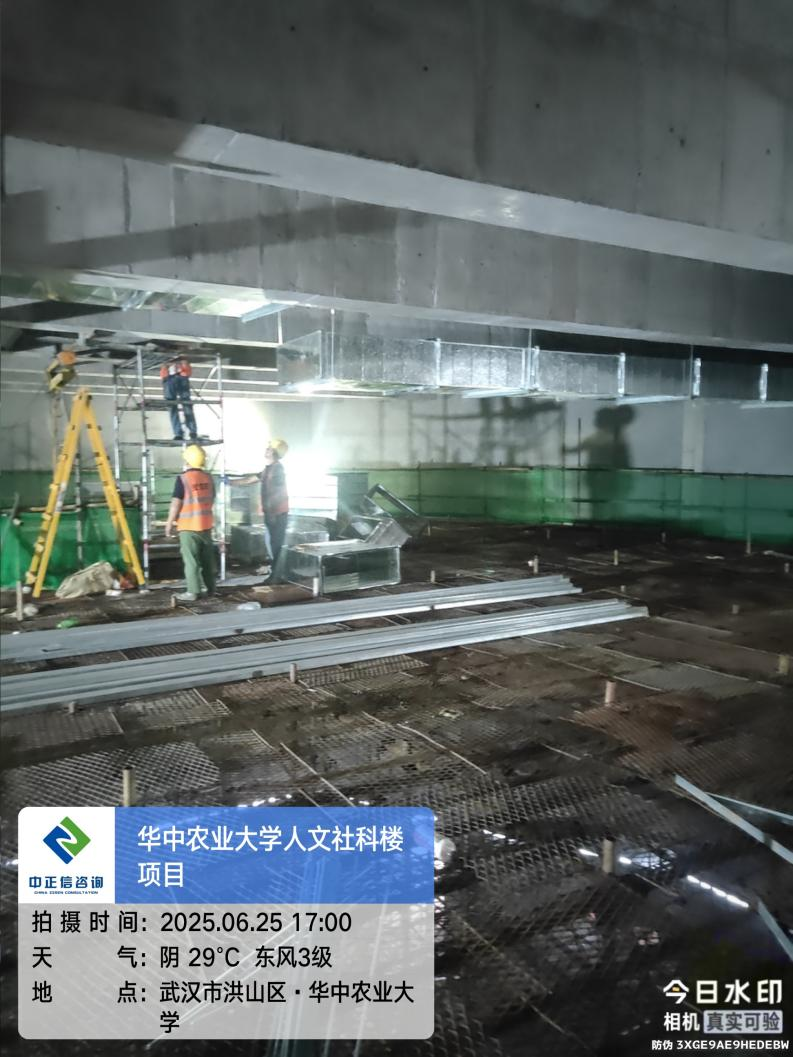 华中农业大学人文社科楼
项目
中正信咨询
拍摄时间: 2025.06.25 17:00
天气: 阴 29℃ 东风3级
地点: 武汉市洪山区·华中农业大
学
今日水印
相机 真实可验
防伪 3XGE9AE9HEDEBW